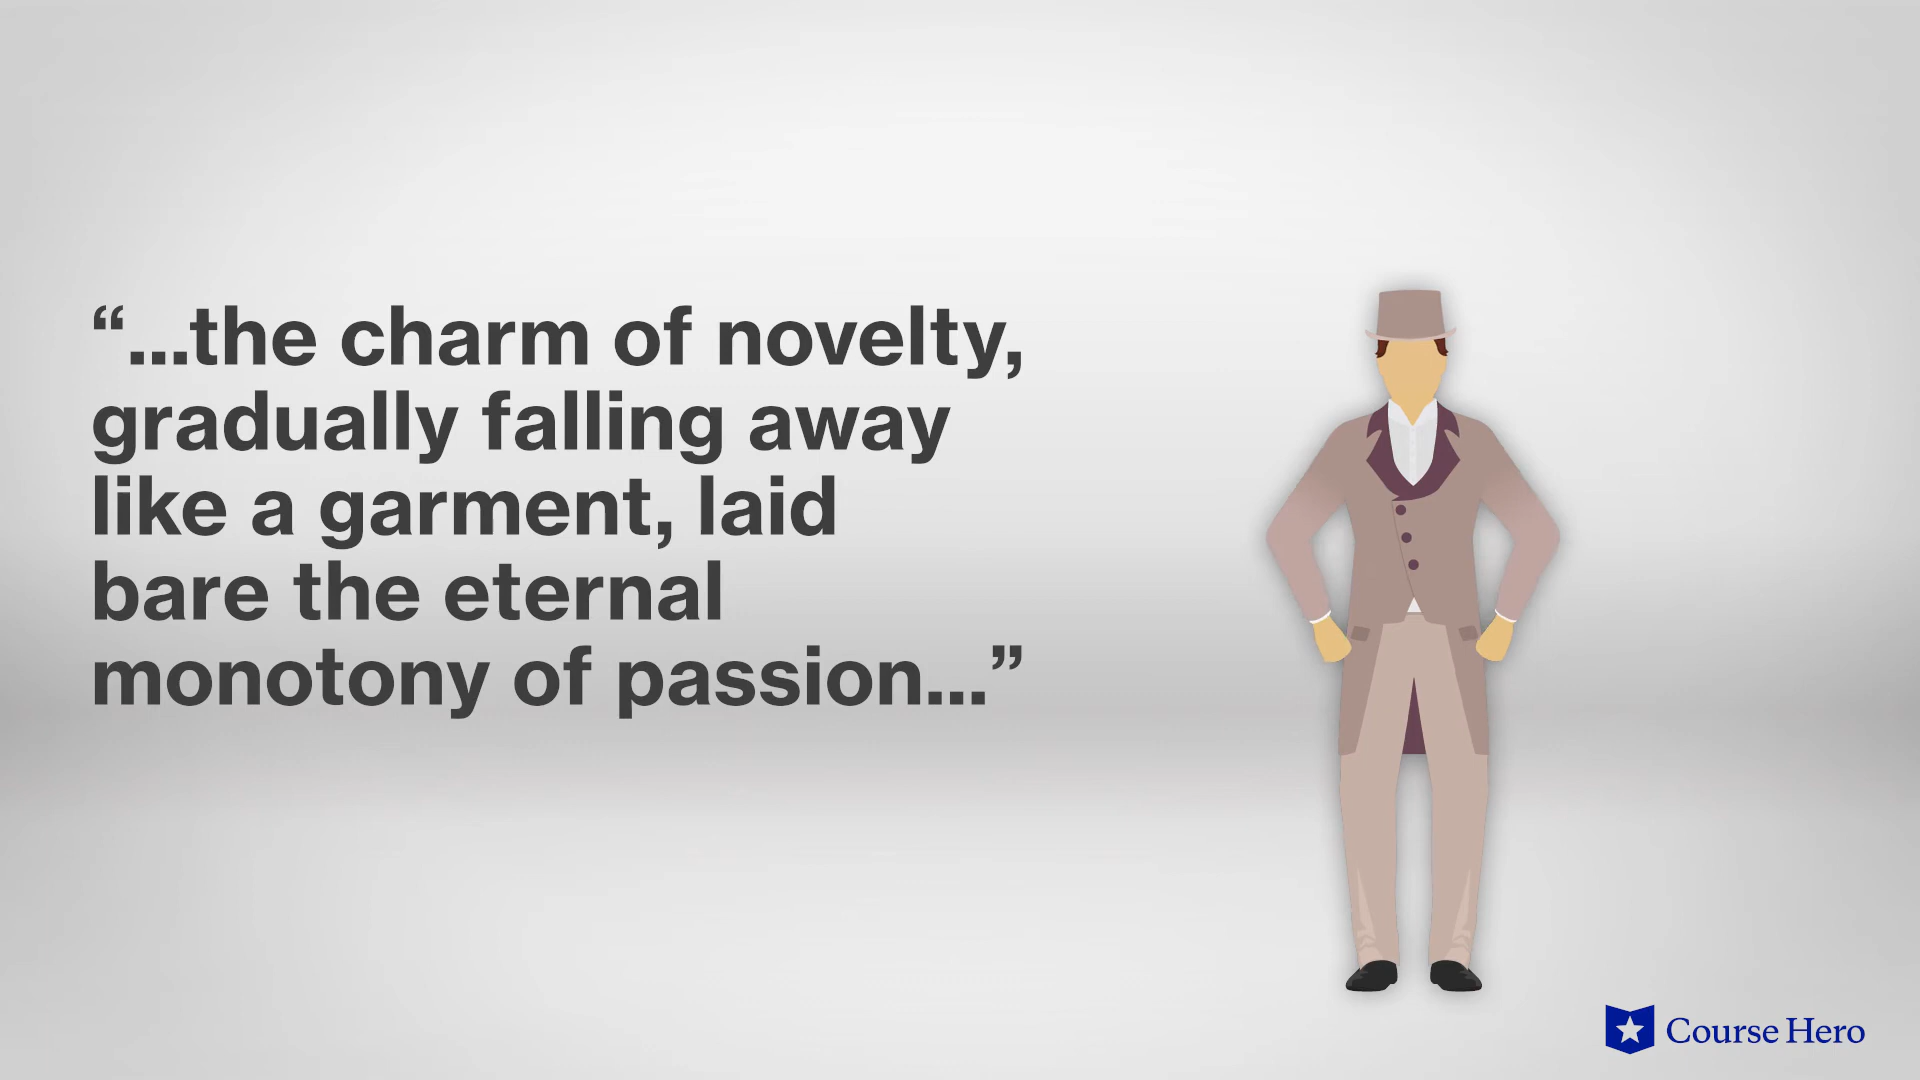 “...the charm of novelty,
gradually falling away
like a garment, laid
bare the eternal
monotony of passion...”
Course Hero